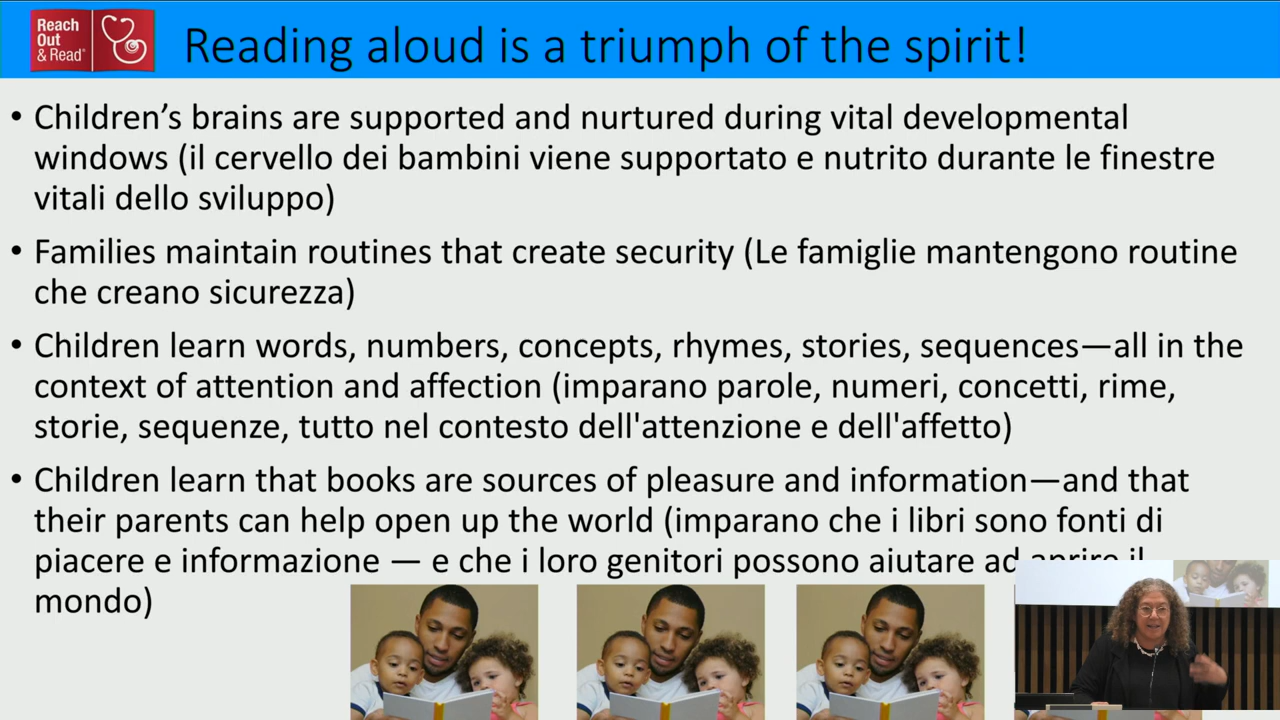 Reach
Out
& Read®
Reading aloud is a triumph of the spirit!
• Children’s brains are supported and nurtured during vital developmental
windows (il cervello dei bambini viene supportato e nutrito durante le finestre
vitali dello sviluppo)
• Families maintain routines that create security (Le famiglie mantengono routine
che creano sicurezza)
• Children learn words, numbers, concepts, rhymes, stories, sequences—all in the
context of attention and affection (imparano parole, numeri, concetti, rime,
storie, sequenze, tutto nel contesto dell'attenzione e dell'affetto)
• Children learn that books are sources of pleasure and information—and that
their parents can help open up the world (imparano che i libri sono fonti di
piacere e informazione — e che i loro genitori possono aiutare ad aprire il
mondo)